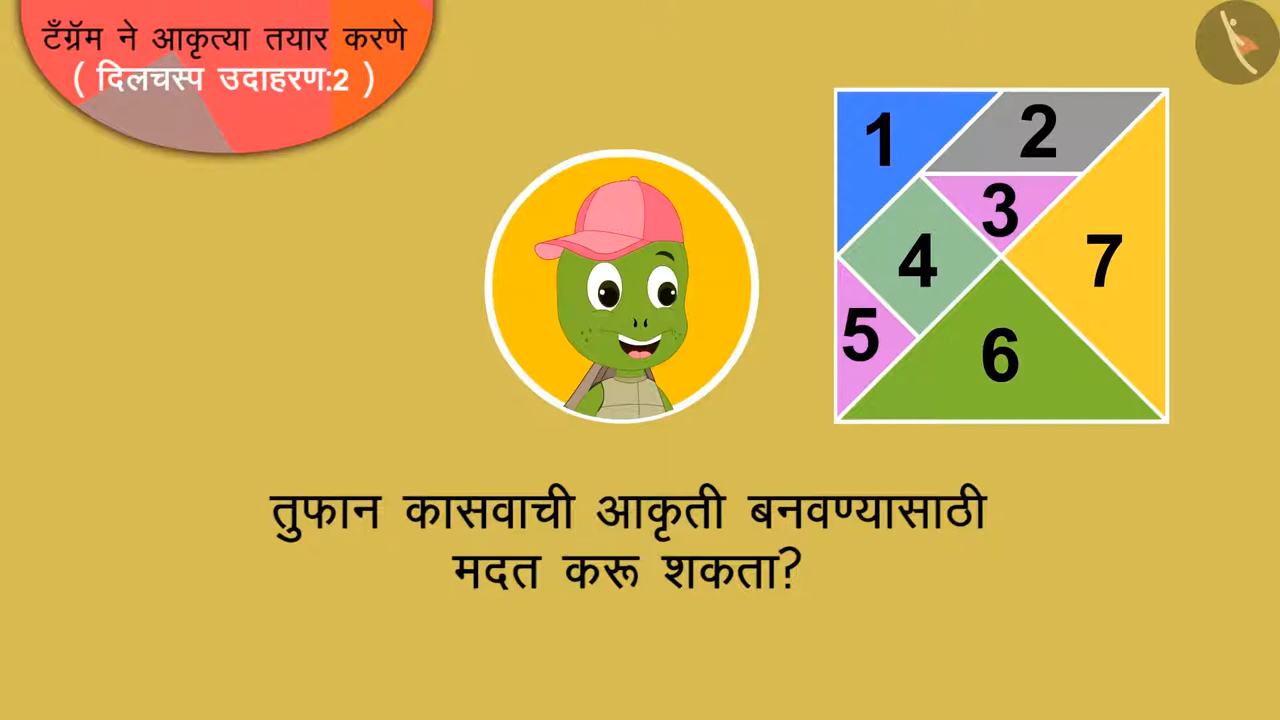 टँग्रॅम ने आकृत्या तयार करणे
( दिलचस्प उदाहरण:2 )
1
2
3
4
5
6
7
तुफान कासवाची आकृती बनवण्यासाठी
मदत करू शकता?